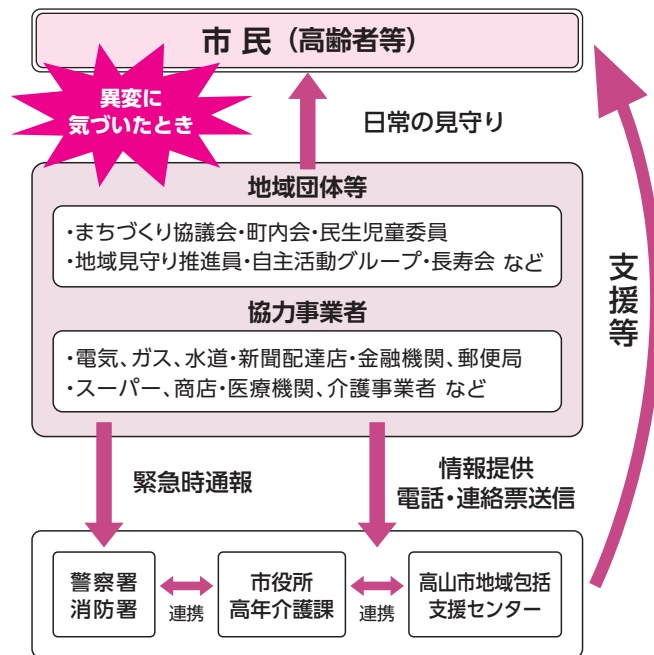 市 民（高齢者等）
異変に
気づいたとき
日常の見守り
地域団体等
・まちづくり協議会・町内会・民生児童委員
・地域見守り推進員・自主活動グループ・長寿会 など
協力事業者
・電気、ガス、水道・新聞配達店・金融機関、郵便局
・スーパー、商店・医療機関、介護事業者 など
支援等
緊急時通報
情報提供
電話・連絡票送信
警察署
消防署
連携
市役所
高年介護課
連携
高山市地域包括
支援センター